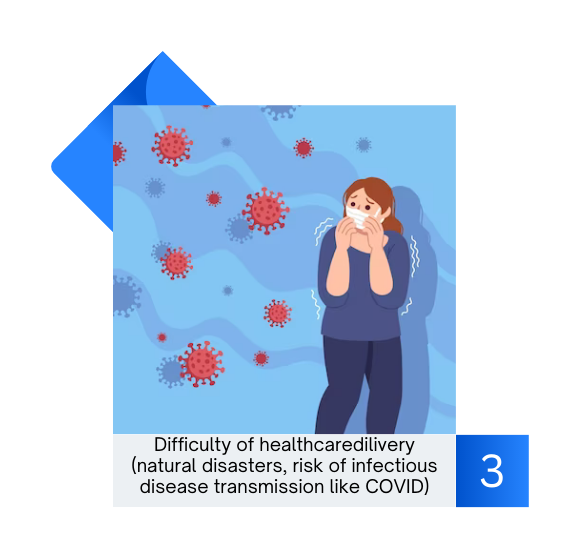 Difficulty of healthcaredilivery
(natural disasters, risk of infectious
disease transmission like COVID)
3